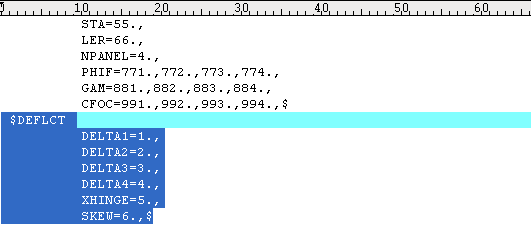 0 1.0 2.0 3.0 4.0 5.0 6.0
STA=55.,
LER=66.,
NPANEL=4.,
PHIF=771.,772.,773.,774.,
GAM=881.,882.,883.,884.,
CFOC=991.,992.,993.,994.,$
$DEFLCT
DELTA1=1.,
DELTA2=2.,
DELTA3=3.,
DELTA4=4.,
XHINGE=5.,
SKEW=6.,$